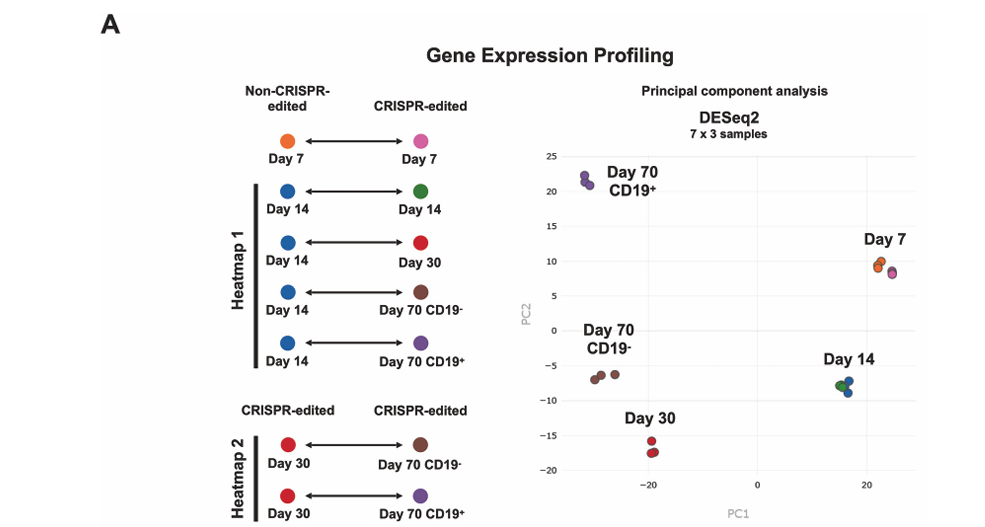 A
Gene Expression Profiling
Non-CRISPR-
edited
CRISPR-edited
Day 7
Day 7
Heatmap 1
Day 14
Day 14
Day 14
Day 30
Day 14
Day 70 CD19-
Day 14
Day 70 CD19+
CRISPR-edited
CRISPR-edited
Heatmap 2
Day 30
Day 70 CD19-
Day 30
Day 70 CD19+
Principal component analysis
DESeq2
7 x 3 samples
25
20
15
10
5
0
−5
−10
−15
−20
PC2
Day 70
CD19+
Day 7
Day 70
CD19-
Day 14
Day 30
−20
0
20
PC1